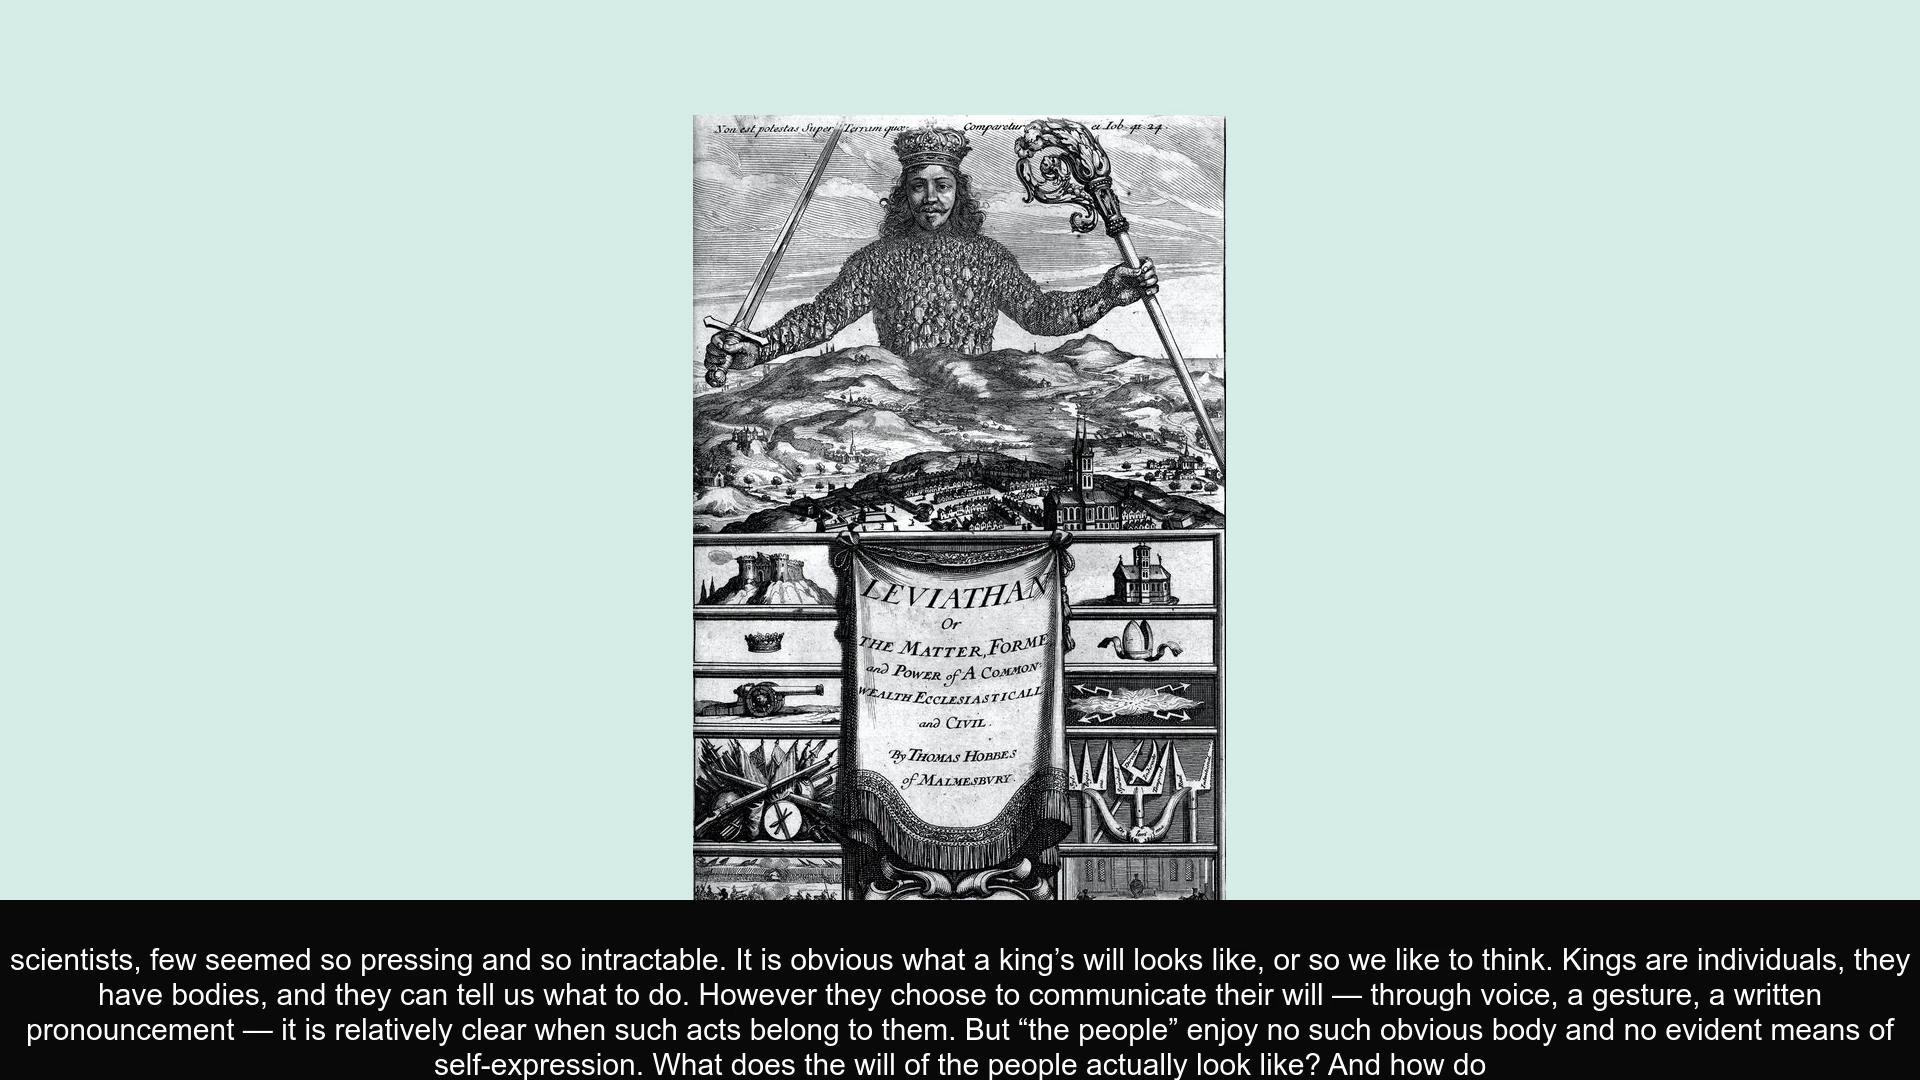 Non est potestas Super Terram quæ Comparetur ei Iob. 41. 24.
LEVIATHAN
Or
THE MATTER, FORME,
and POWER of A COMMON-
WEALTH ECCLESIASTICALL
and CIVIL.
By THOMAS HOBBES
of MALMESBVRY.
scientists, few seemed so pressing and so intractable. It is obvious what a king’s will looks like, or so we like to think. Kings are individuals, they
have bodies, and they can tell us what to do. However they choose to communicate their will — through voice, a gesture, a written
pronouncement — it is relatively clear when such acts belong to them. But “the people” enjoy no such obvious body and no evident means of
self-expression. What does the will of the people actually look like? And how do